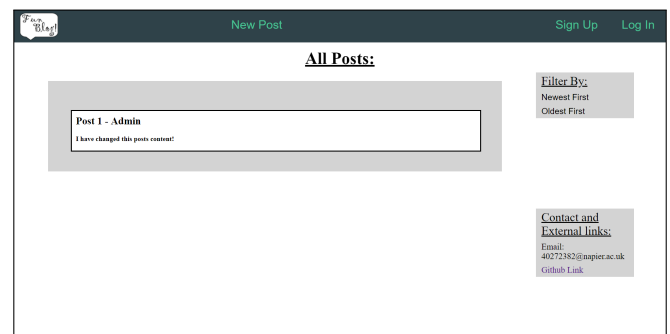 Fun
Blog!
New Post
Sign Up
Log In
All Posts:
Post 1 - Admin
I have changed this posts content!
Filter By:
Newest First
Oldest First
Contact and
External links:
Email:
40272382@napier.ac.uk
Github Link